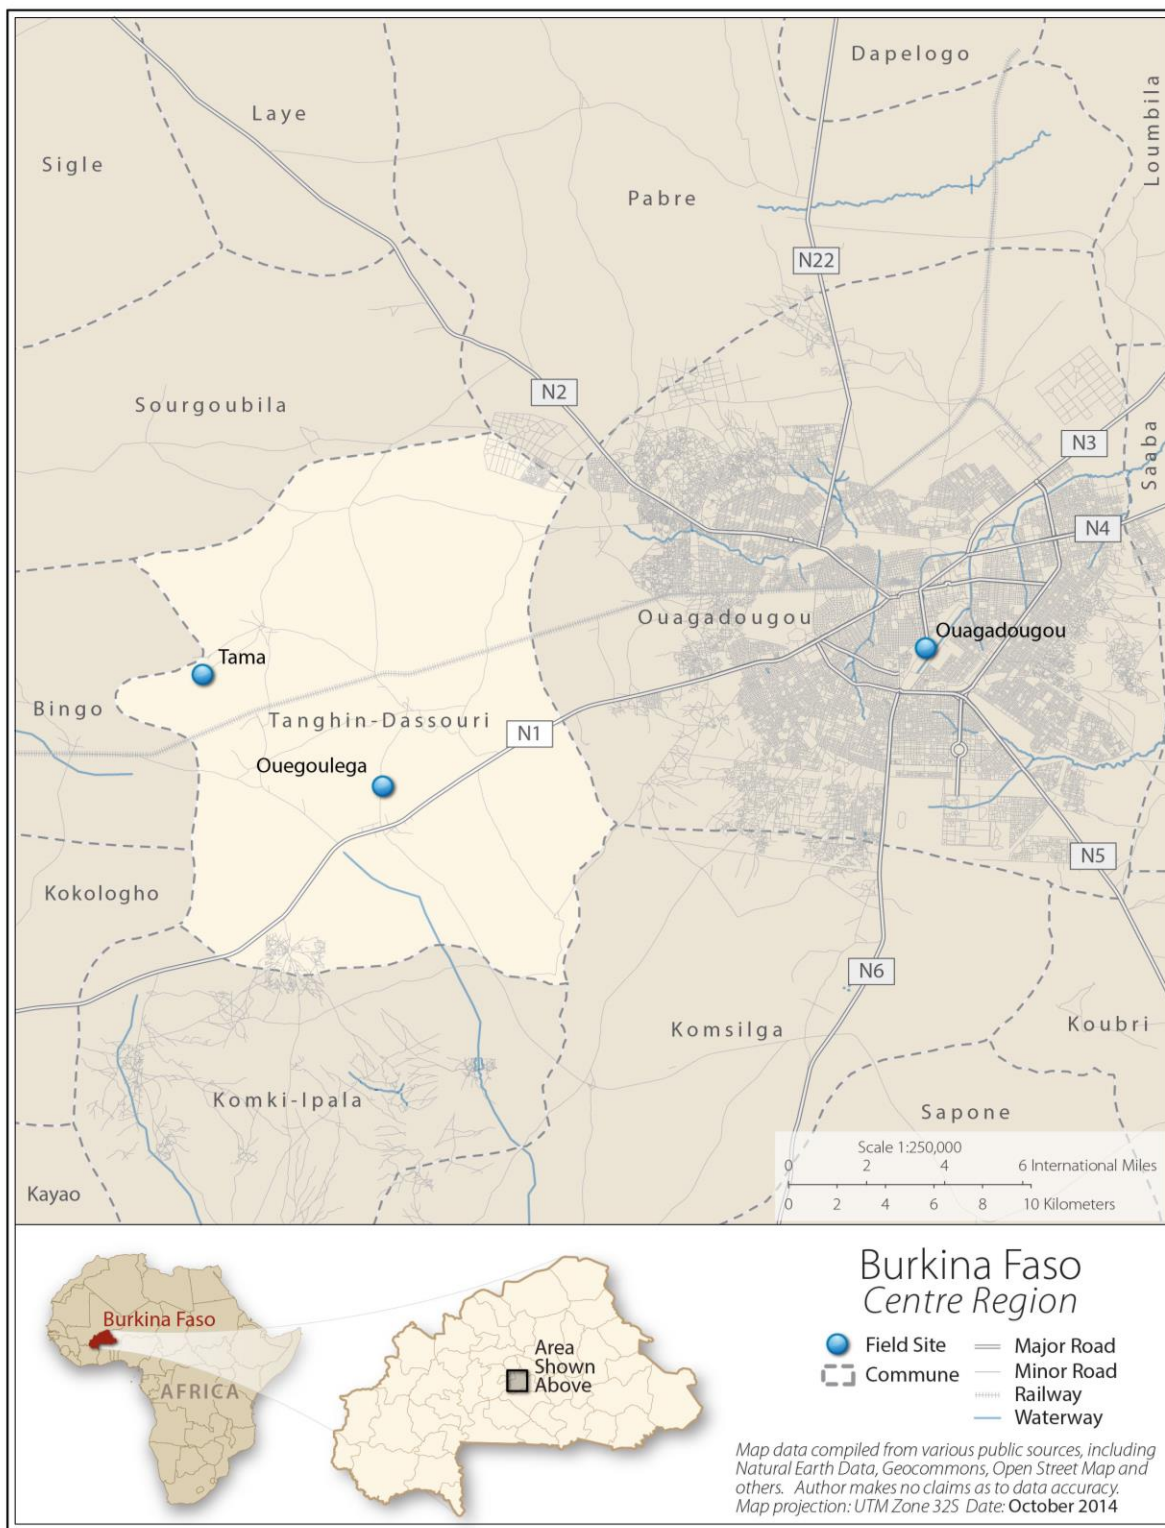 Dapelogo
Laye
Loumbila
Sigle
Pabre
N22
N2
Sourgoubila
N3
Saaba
N4
Ouagadougou
Ouagadougou
Tama
Bingo
Tanghin-Dassouri
N1
Ouegoulega
N5
Kokologho
N6
Komsilga
Koubri
Komki-Ipala
Sapone
Kayao
Scale 1:250,000
0 2 4 6 International Miles
0 2 4 6 8 10 Kilometers
Burkina Faso
AFRICA
Area
Shown
Above
Burkina Faso
Centre Region
Field Site
Commune
Major Road
Minor Road
Railway
Waterway
Map data compiled from various public sources, including
Natural Earth Data, Geocommons, Open Street Map and
others. Author makes no claims as to data accuracy.
Map projection: UTM Zone 32S Date: October 2014